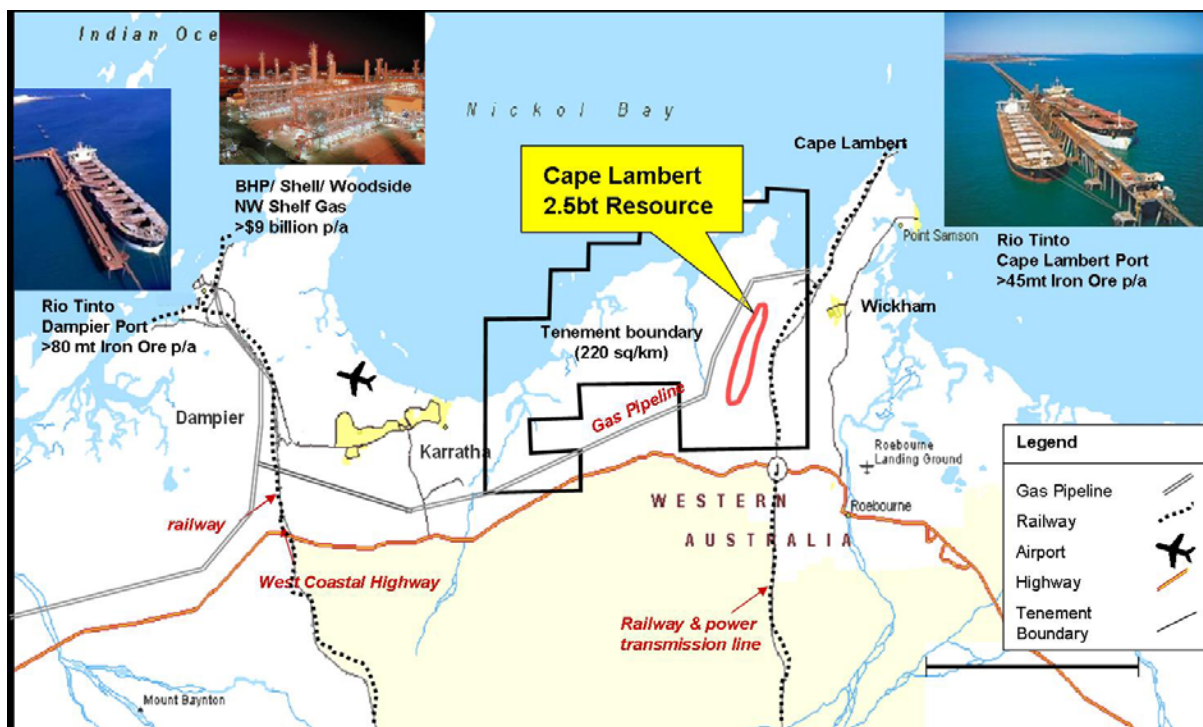 Indian Oce
Nickol Bay
BHP/ Shell/ Woodside
NW Shelf Gas
>$9 billion p/a
Cape Lambert
2.5bt Resource
Cape Lambert
Point Samson
Rio Tinto
Cape Lambert Port
>45mt Iron Ore p/a
Rio Tinto
Dampier Port
>80 mt Iron Ore p/a
Tenement boundary
(220 sq/km)
Wickham
Gas Pipeline
Dampier
Karratha
Roebourne
Landing Ground
WESTERN
AUSTRALIA
Roebourne
railway
West Coastal Highway
Railway & power
transmission line
Mount Baynton
Legend
Gas Pipeline
Railway
Airport
Highway
Tenement
Boundary